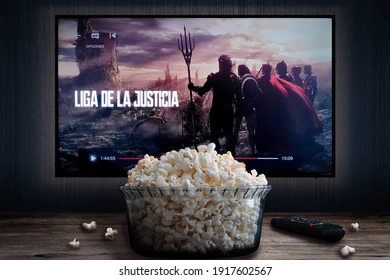 OPCIONES
LIGA DE LA JUSTICIA
1:44:55
15:09
shutterstock.com · 1917602567